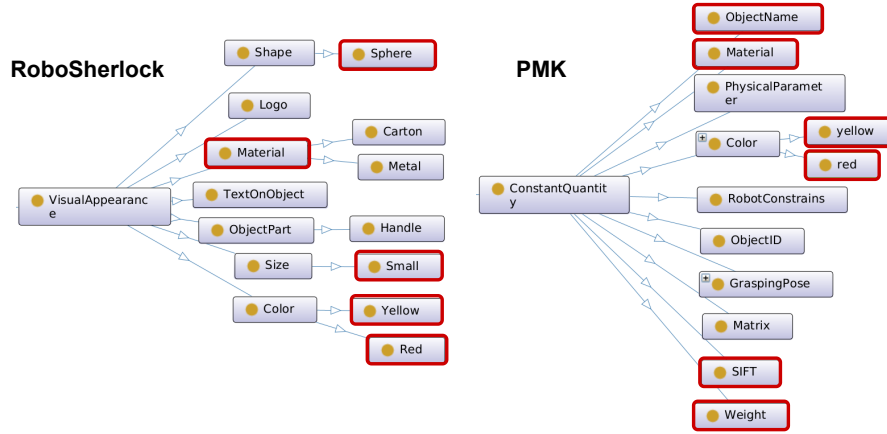 RoboSherlock
VisualAppearanc
e
Shape
Sphere
Logo
Material
Carton
Metal
TextOnObject
ObjectPart
Handle
Size
Small
Color
Yellow
Red
PMK
ConstantQuantit
y
ObjectName
Material
PhysicalParamet
er
Color
yellow
red
RobotConstrains
ObjectID
GraspingPose
Matrix
SIFT
Weight